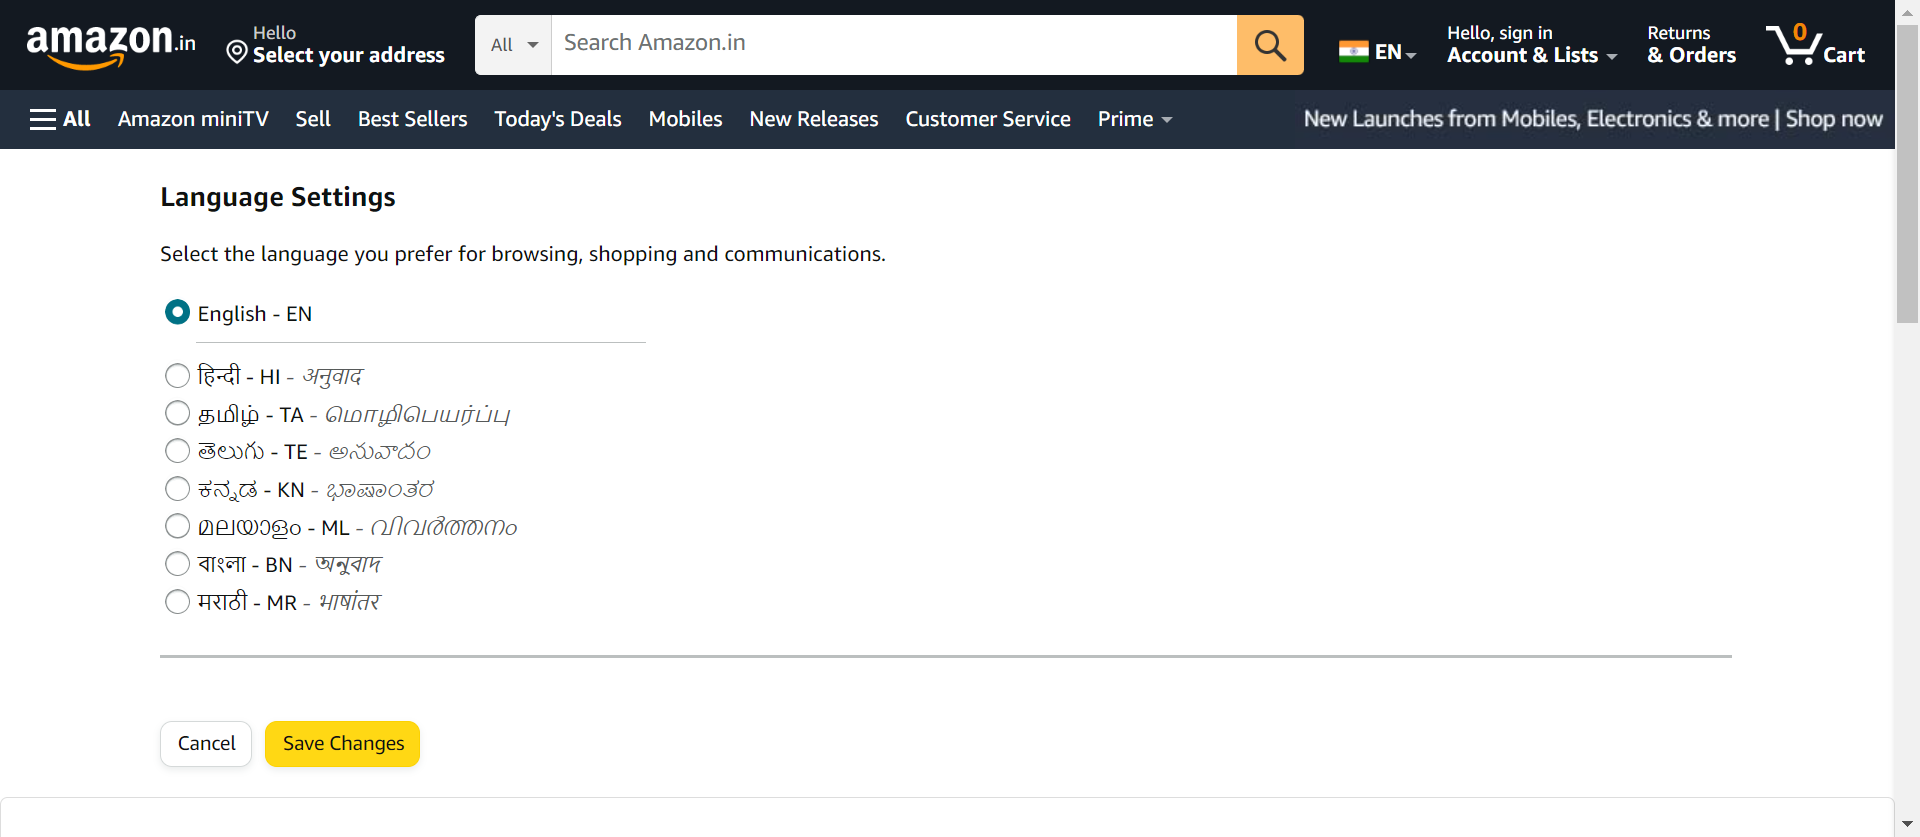 amazon.in
Hello
Select your address
All
Search Amazon.in
EN
Hello, sign in
Account & Lists
Returns
& Orders
0
Cart
All
Amazon miniTV
Sell
Best Sellers
Today's Deals
Mobiles
New Releases
Customer Service
Prime
New Launches from Mobiles, Electronics & more | Shop now
Language Settings
Select the language you prefer for browsing, shopping and communications.
English - EN
हिन्दी - HI - अनुवाद
தமிழ் - TA - மொழிபெயர்ப்பு
తెలుగు - TE - అనువాదం
ಕನ್ನಡ - KN - ಭಾಷಾಂತರ
മലയാളം - ML - വിവർത്തനം
বাংলা - BN - অনুবাদ
मराठी - MR - भाषांतर
Cancel
Save Changes